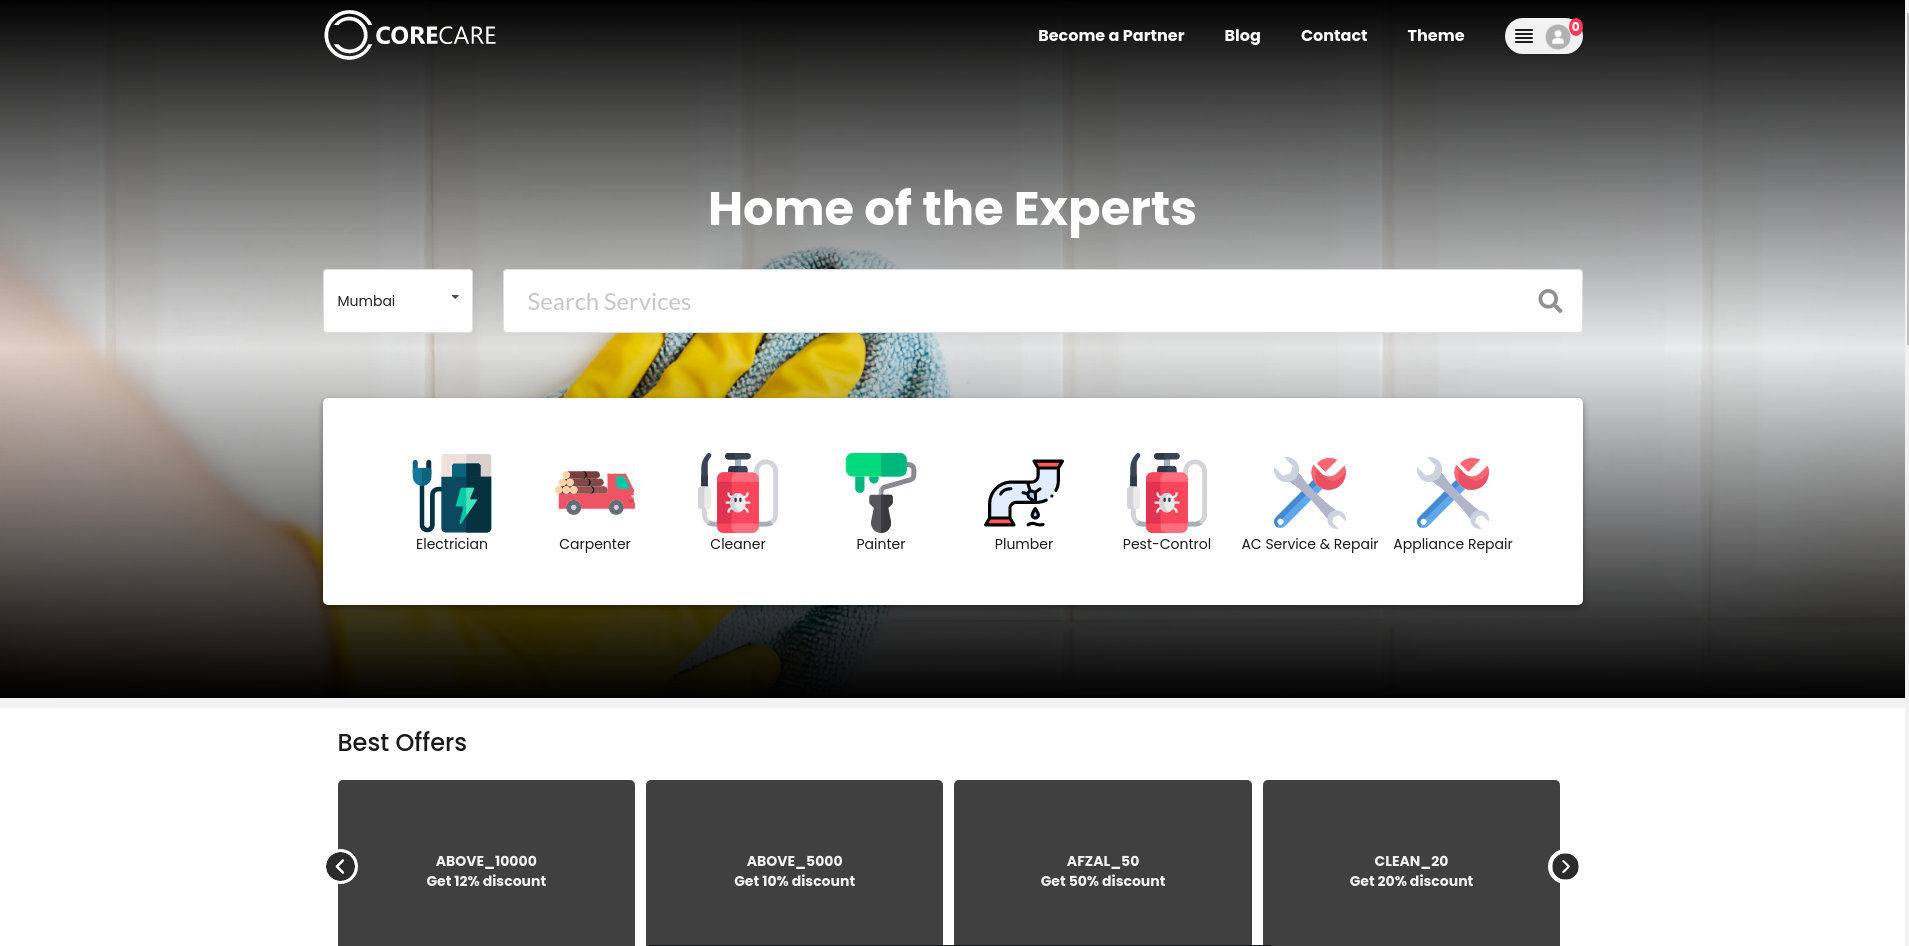 CORECARE
Become a Partner
Blog
Contact
Theme
0
Home of the Experts
Mumbai
Search Services
Electrician
Carpenter
Cleaner
Painter
Plumber
Pest-Control
AC Service & Repair
Appliance Repair
Best Offers
ABOVE_10000
Get 12% discount
ABOVE_5000
Get 10% discount
AFZAL_50
Get 50% discount
CLEAN_20
Get 20% discount